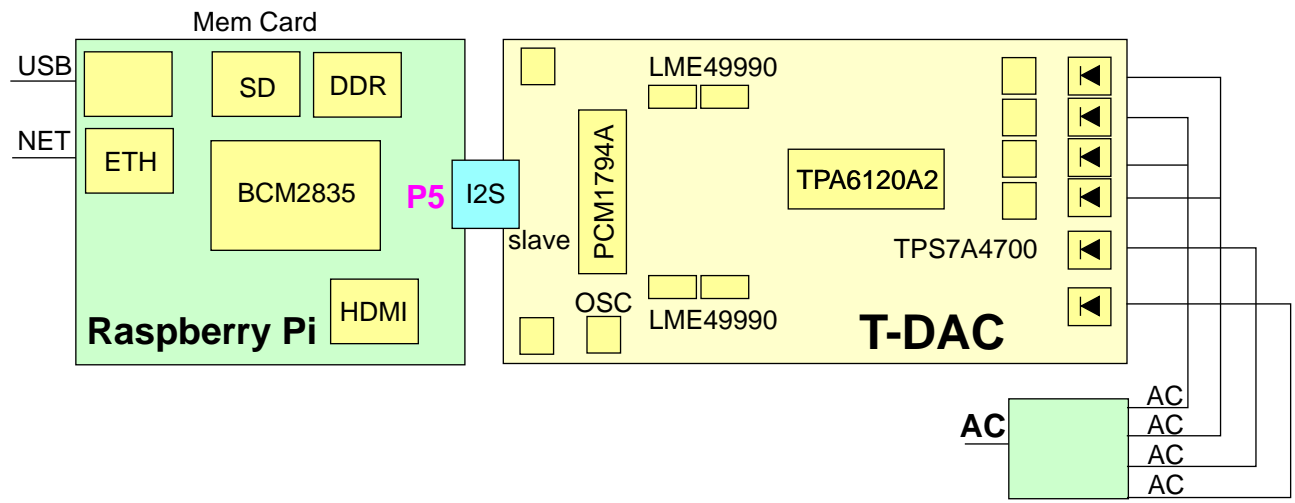 Mem Card
USB
NET
SD
DDR
ETH
BCM2835
HDMI
Raspberry Pi
P5
I2S
slave
PCM1794A
OSC
LME49990
LME49990
TPA6120A2
TPS7A4700
T-DAC
AC
AC
AC
AC
AC